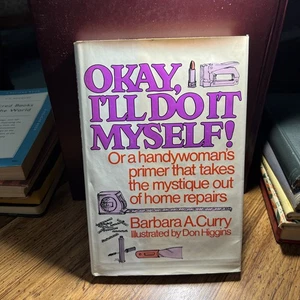 OKAY,
I'LL DO IT
MYSELF!
Or a handywoman's
primer that takes
the mystique out
of home repairs
Barbara A. Curry
Illustrated by Don Higgins